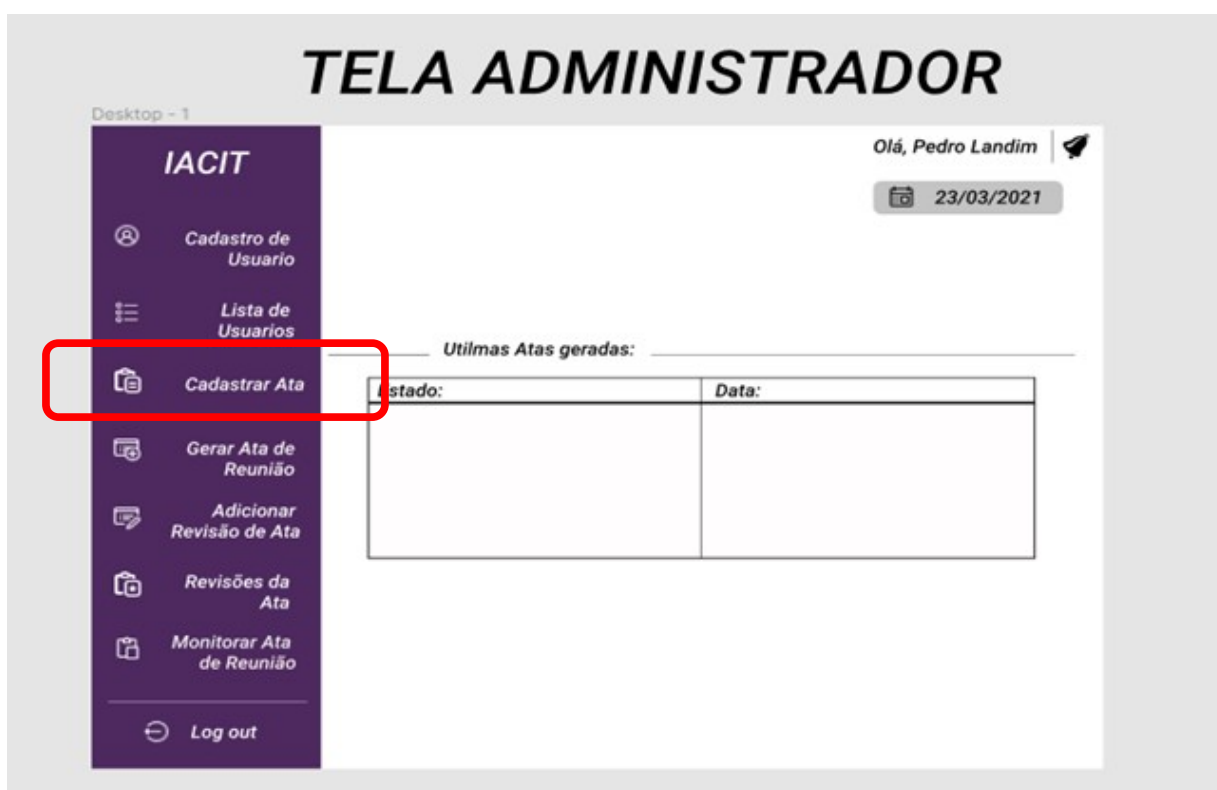 TELA ADMINISTRADOR
Desktop - 1
IACIT
Olá, Pedro Landim
23/03/2021
Cadastro de
Usuario
Lista de
Usuarios
Cadastrar Ata
Gerar Ata de
Reunião
Adicionar
Revisão de Ata
Revisões da
Ata
Monitorar Ata
de Reunião
Log out
Utilmas Atas geradas:
Estado:
Data: